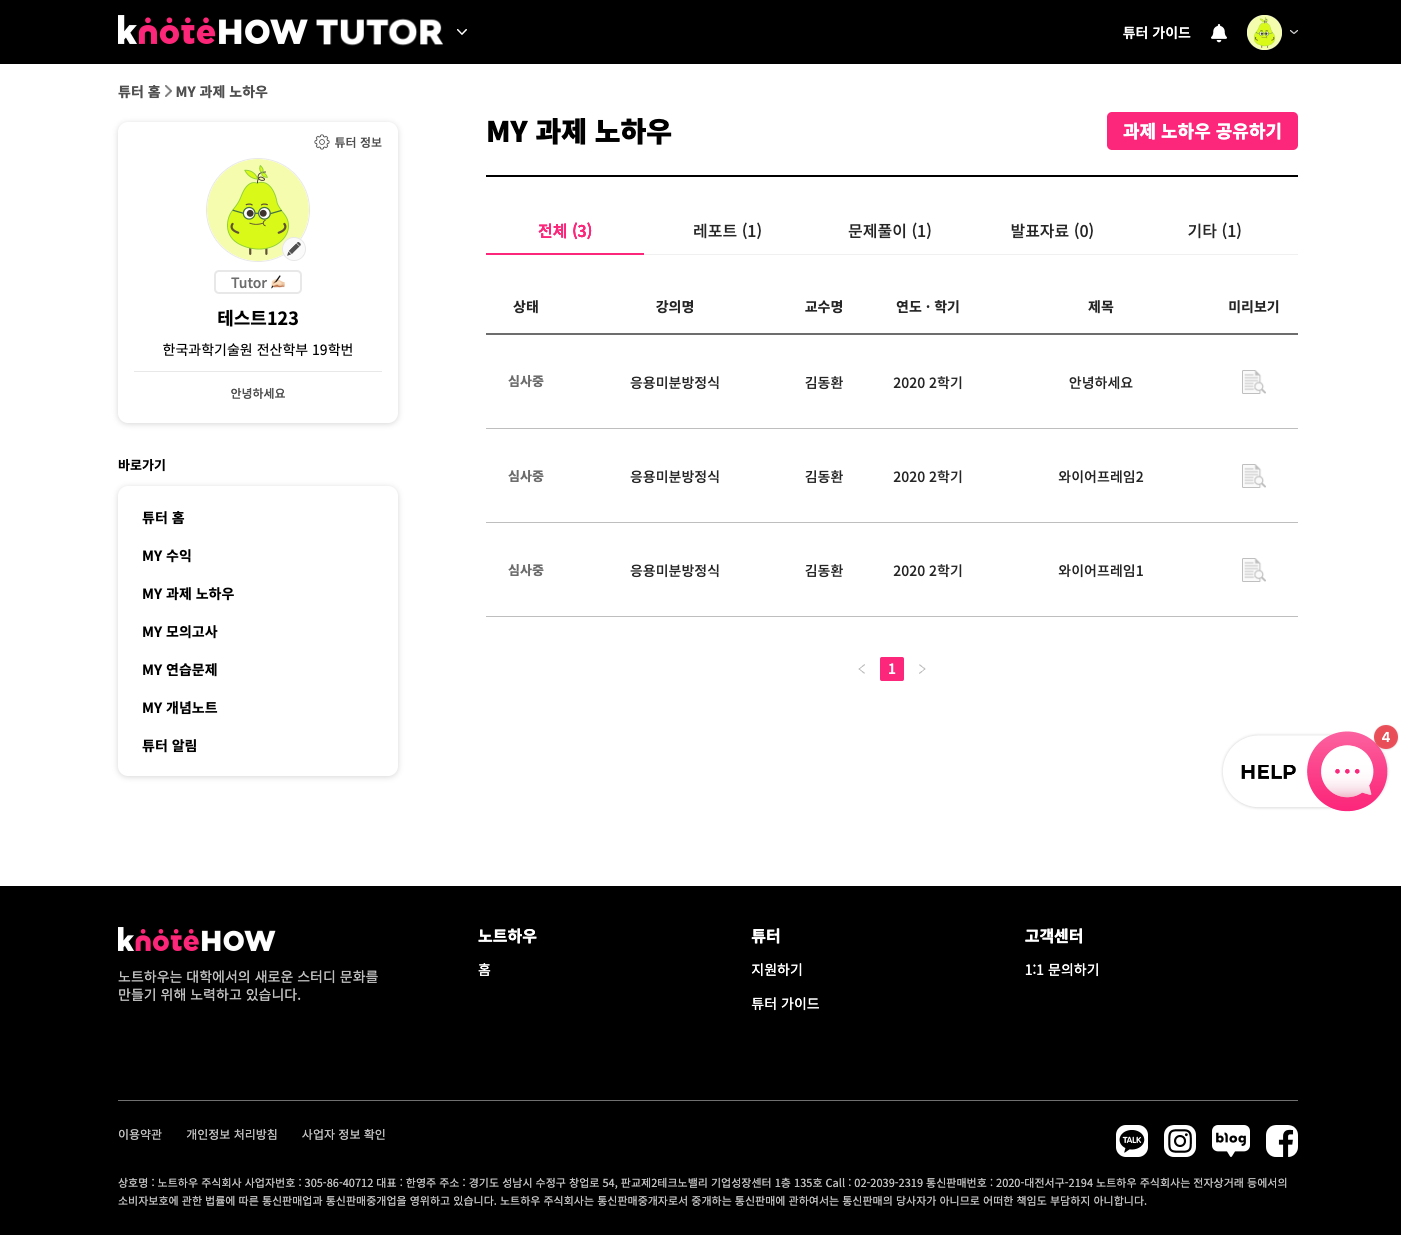 knoteHOW TUTOR
튜터 가이드
튜터 홈 > MY 과제 노하우
튜터 정보
Tutor
테스트123
한국과학기술원 전산학부 19학번
안녕하세요
바로가기
튜터 홈
MY 수익
MY 과제 노하우
MY 모의고사
MY 연습문제
MY 개념노트
튜터 알림
MY 과제 노하우
과제 노하우 공유하기
전체 (3) 레포트 (1) 문제풀이 (1) 발표자료 (0) 기타 (1)
상태 강의명 교수명 연도 · 학기 제목 미리보기
심사중 응용미분방정식 김동환 2020 2학기 안녕하세요
심사중 응용미분방정식 김동환 2020 2학기 와이어프레임2
심사중 응용미분방정식 김동환 2020 2학기 와이어프레임1
< 1 >
HELP
4
knoteHOW
노트하우는 대학에서의 새로운 스터디 문화를
만들기 위해 노력하고 있습니다.
노트하우
홈
튜터
지원하기
튜터 가이드
고객센터
1:1 문의하기
이용약관 개인정보 처리방침 사업자 정보 확인
TALK
blog
상호명 : 노트하우 주식회사 사업자번호 : 305-86-40712 대표 : 한영주 주소 : 경기도 성남시 수정구 창업로 54, 판교제2테크노밸리 기업성장센터 1층 135호 Call : 02-2039-2319 통신판매번호 : 2020-대전서구-2194 노트하우 주식회사는 전자상거래 등에서의
소비자보호에 관한 법률에 따른 통신판매업과 통신판매중개업을 영위하고 있습니다. 노트하우 주식회사는 통신판매중개자로서 중개하는 통신판매에 관하여서는 통신판매의 당사자가 아니므로 어떠한 책임도 부담하지 아니합니다.